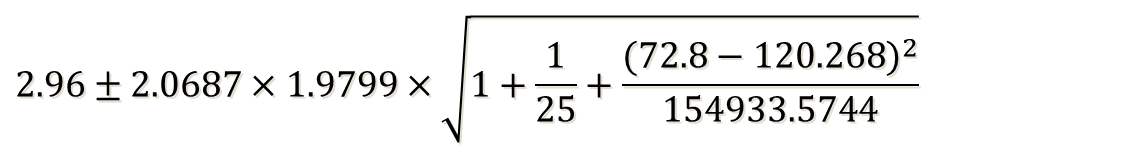 2.96 ± 2.0687 × 1.9799 × √(1 + 1/25 + (72.8 − 120.268)²/154933.5744)